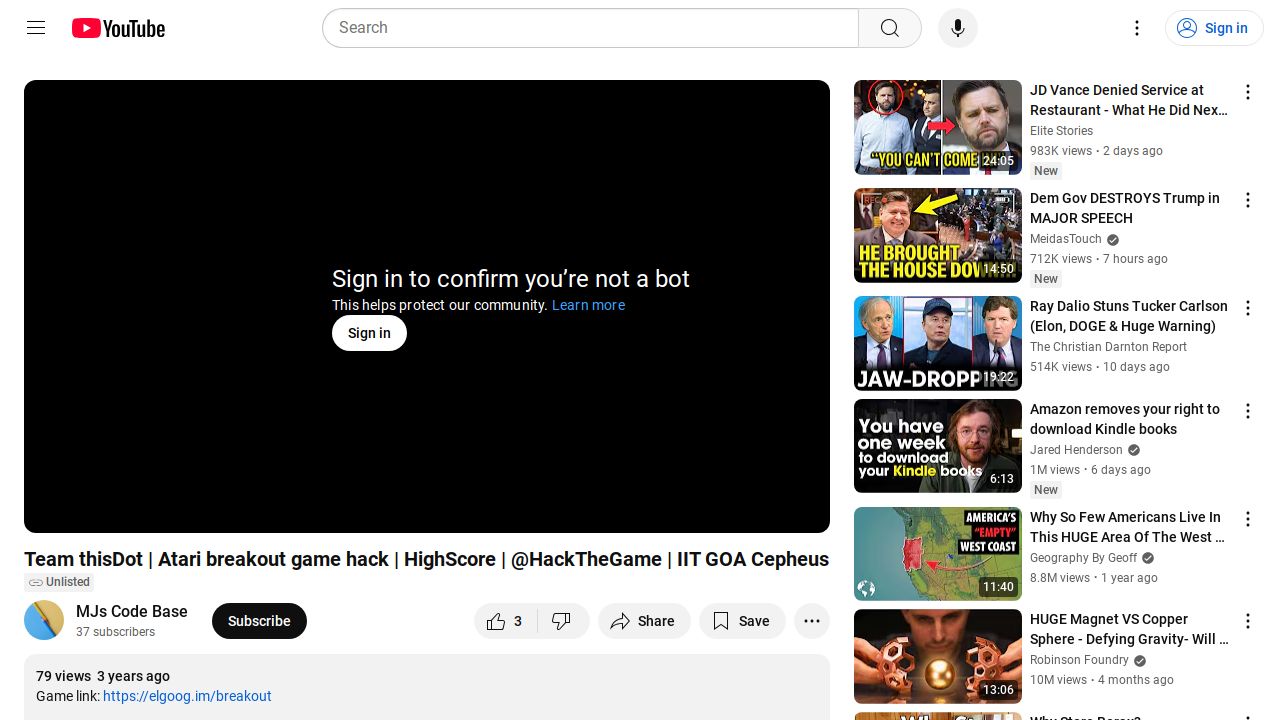 YouTube
Search
Sign in
Sign in to confirm you’re not a bot
This helps protect our community. Learn more
Sign in
Team thisDot | Atari breakout game hack | HighScore | @HackTheGame | IIT GOA Cepheus
Unlisted
MJs Code Base
37 subscribers
Subscribe
3
Share
Save
79 views 3 years ago
Game link: https://elgoog.im/breakout
"YOU CAN'T COME
24:05
JD Vance Denied Service at
Restaurant - What He Did Nex…
Elite Stories
983K views • 2 days ago
New
REC
HE BROUGHT
THE HOUSE DOWN
14:50
Dem Gov DESTROYS Trump in
MAJOR SPEECH
MeidasTouch
712K views • 7 hours ago
New
JAW-DROPPING
19:22
Ray Dalio Stuns Tucker Carlson
(Elon, DOGE & Huge Warning)
The Christian Darnton Report
514K views • 10 days ago
You have
one week
to download
your Kindle books
6:13
Amazon removes your right to
download Kindle books
Jared Henderson
1M views • 6 days ago
New
AMERICA'S
"EMPTY"
WEST COAST
11:40
Why So Few Americans Live In
This HUGE Area Of The West …
Geography By Geoff
8.8M views • 1 year ago
13:06
HUGE Magnet VS Copper
Sphere - Defying Gravity- Will …
Robinson Foundry
10M views • 4 months ago